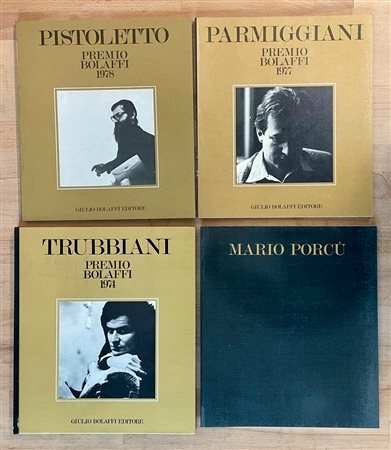 PISTOLETTO
PREMIO
BOLAFFI
1978
GIULIO BOLAFFI EDITORE
PARMIGGIANI
PREMIO
BOLAFFI
1977
GIULIO BOLAFFI EDITORE
TRUBBIANI
PREMIO
BOLAFFI
1974
GIULIO BOLAFFI EDITORE
MARIO PORCÙ